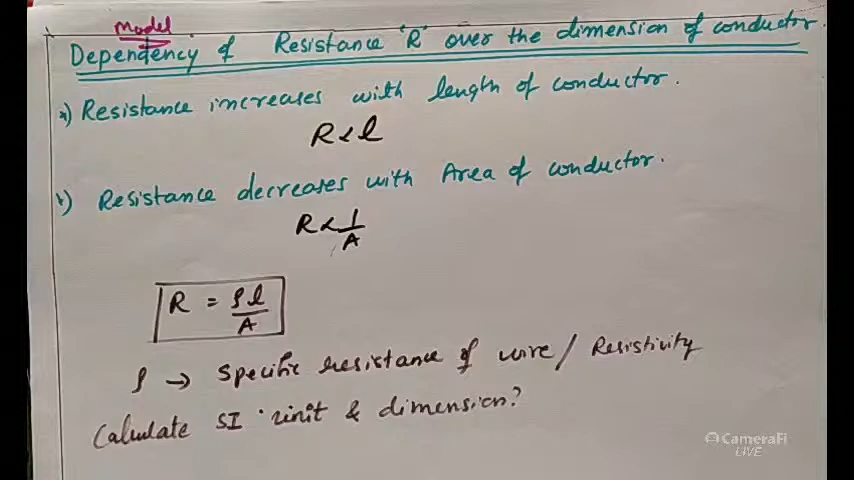 Model
Dependency of Resistance 'R' over the dimension of conductor.
*) Resistance increases with length of conductor.
R ∝ l
*) Resistance decreases with Area of conductor.
R ∝ 1/A
R = ρl/A
ρ → Specific resistance of wire / Resistivity
Calculate SI unit & dimension?
CameraFi
LIVE